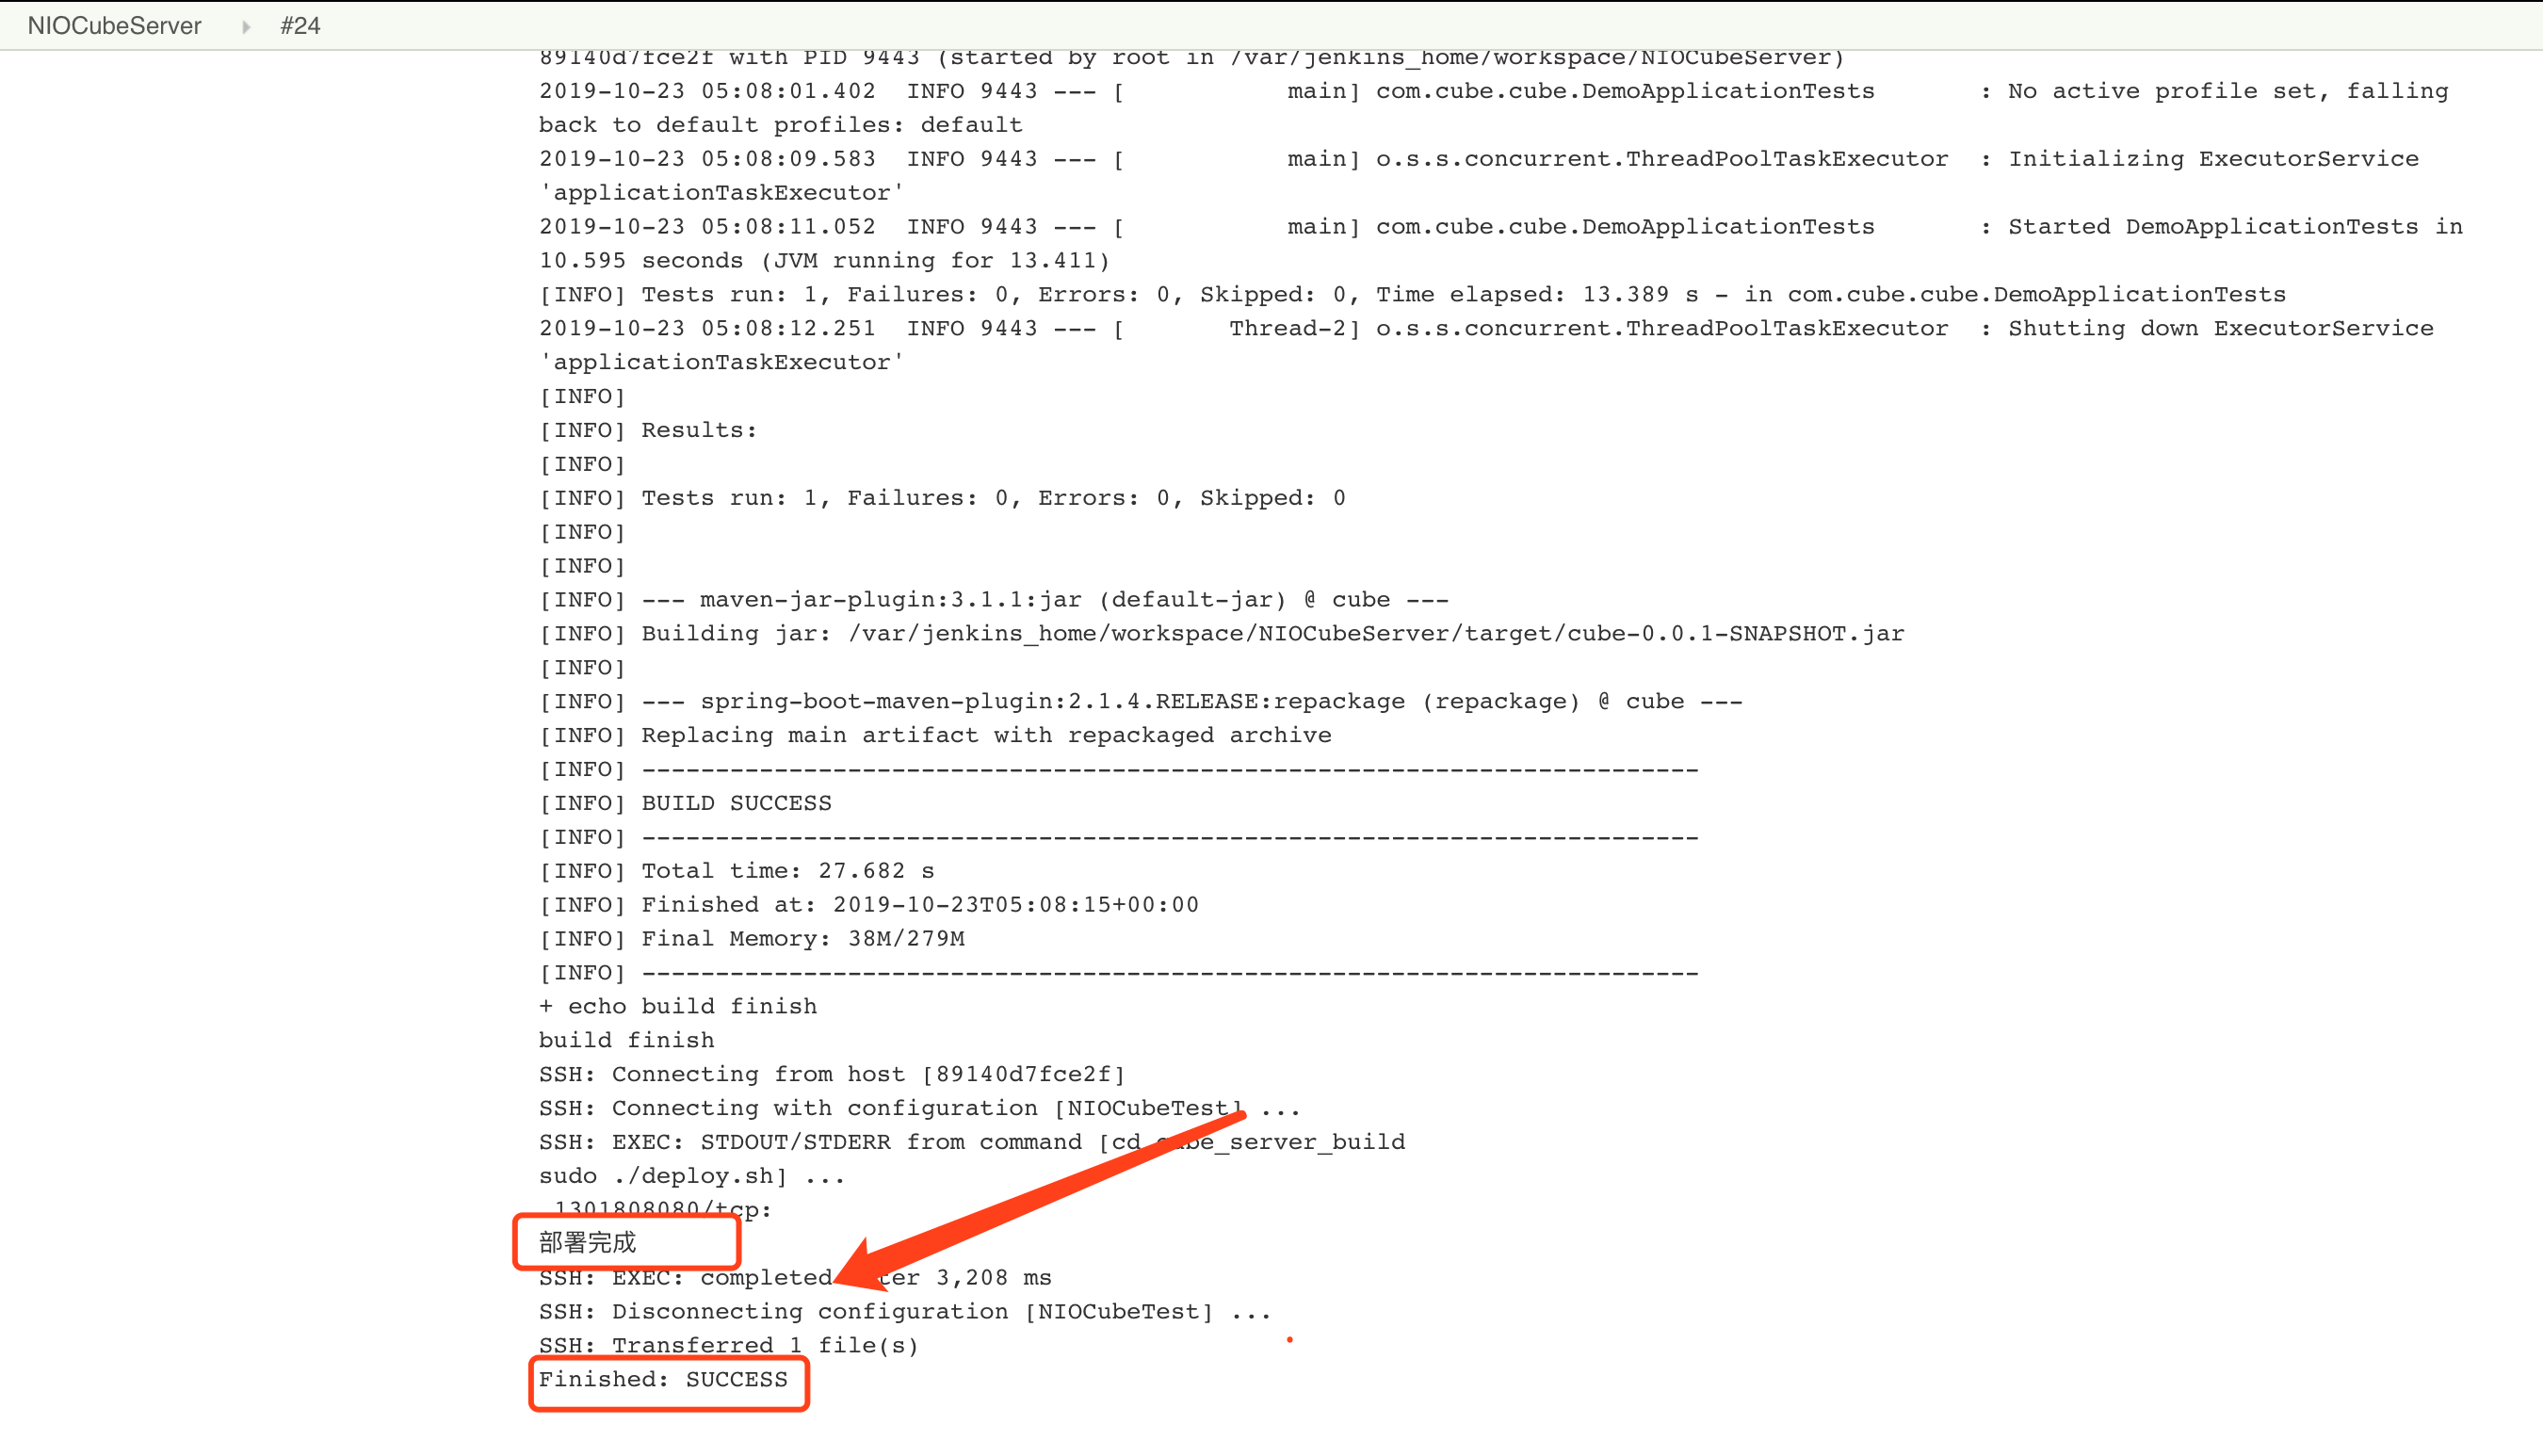 NIOCubeServer #24
89140d7fce2f with PID 9443 (started by root in /var/jenkins_home/workspace/NIOCubeServer)
2019-10-23 05:08:01.402  INFO 9443 --- [           main] com.cube.cube.DemoApplicationTests       : No active profile set, falling
back to default profiles: default
2019-10-23 05:08:09.583  INFO 9443 --- [           main] o.s.s.concurrent.ThreadPoolTaskExecutor  : Initializing ExecutorService
'applicationTaskExecutor'
2019-10-23 05:08:11.052  INFO 9443 --- [           main] com.cube.cube.DemoApplicationTests       : Started DemoApplicationTests in
10.595 seconds (JVM running for 13.411)
[INFO] Tests run: 1, Failures: 0, Errors: 0, Skipped: 0, Time elapsed: 13.389 s - in com.cube.cube.DemoApplicationTests
2019-10-23 05:08:12.251  INFO 9443 --- [       Thread-2] o.s.s.concurrent.ThreadPoolTaskExecutor  : Shutting down ExecutorService
'applicationTaskExecutor'
[INFO]
[INFO] Results:
[INFO]
[INFO] Tests run: 1, Failures: 0, Errors: 0, Skipped: 0
[INFO]
[INFO]
[INFO] --- maven-jar-plugin:3.1.1:jar (default-jar) @ cube ---
[INFO] Building jar: /var/jenkins_home/workspace/NIOCubeServer/target/cube-0.0.1-SNAPSHOT.jar
[INFO]
[INFO] --- spring-boot-maven-plugin:2.1.4.RELEASE:repackage (repackage) @ cube ---
[INFO] Replacing main artifact with repackaged archive
[INFO] ------------------------------------------------------------------------
[INFO] BUILD SUCCESS
[INFO] ------------------------------------------------------------------------
[INFO] Total time: 27.682 s
[INFO] Finished at: 2019-10-23T05:08:15+00:00
[INFO] Final Memory: 38M/279M
[INFO] ------------------------------------------------------------------------
+ echo build finish
build finish
SSH: Connecting from host [89140d7fce2f]
SSH: Connecting with configuration [NIOCubeTest] ...
SSH: EXEC: STDOUT/STDERR from command [cd cube_server_build
sudo ./deploy.sh] ...
1301808080/tcp:
部署完成
SSH: EXEC: completed after 3,208 ms
SSH: Disconnecting configuration [NIOCubeTest] ...
SSH: Transferred 1 file(s)
Finished: SUCCESS